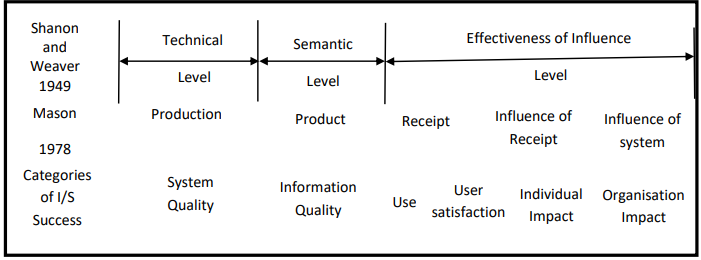 Shanon
and
Weaver
1949
Technical
Level
Semantic
Level
Effectiveness of Influence
Level
Mason
1978
Production
Product
Receipt
Influence of
Receipt
Influence of
system
Categories
of I/S
Success
System
Quality
Information
Quality
Use
User
satisfaction
Individual
Impact
Organisation
Impact